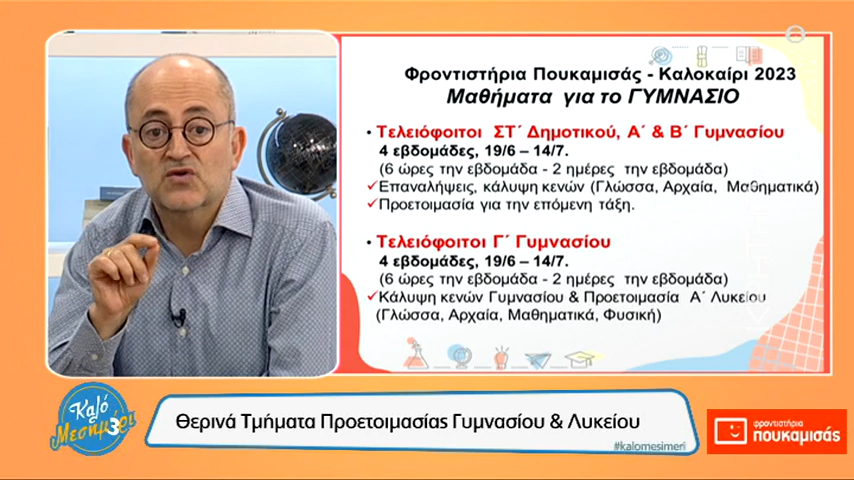 Φροντιστήρια Πουκαμισάς - Καλοκαίρι 2023
Μαθήματα για το ΓΥΜΝΑΣΙΟ
• Τελειόφοιτοι ΣΤ΄ Δημοτικού, Α΄ & Β΄ Γυμνασίου
4 εβδομάδες, 19/6 – 14/7.
(6 ώρες την εβδομάδα - 2 ημέρες την εβδομάδα)
✓Επαναλήψεις, κάλυψη κενών (Γλώσσα, Αρχαία, Μαθηματικά)
✓Προετοιμασία για την επόμενη τάξη.
• Τελειόφοιτοι Γ΄ Γυμνασίου
4 εβδομάδες, 19/6 – 14/7.
(6 ώρες την εβδομάδα - 2 ημέρες την εβδομάδα)
✓Κάλυψη κενών Γυμνασίου & Προετοιμασία Α΄ Λυκείου
(Γλώσσα, Αρχαία, Μαθηματικά, Φυσική)
Καλό
Μεσημέρι
3
Θερινά Τμήματα Προετοιμασίας Γυμνασίου & Λυκείου
#kalomesimeri
φροντιστήρια
πουκαμισάς